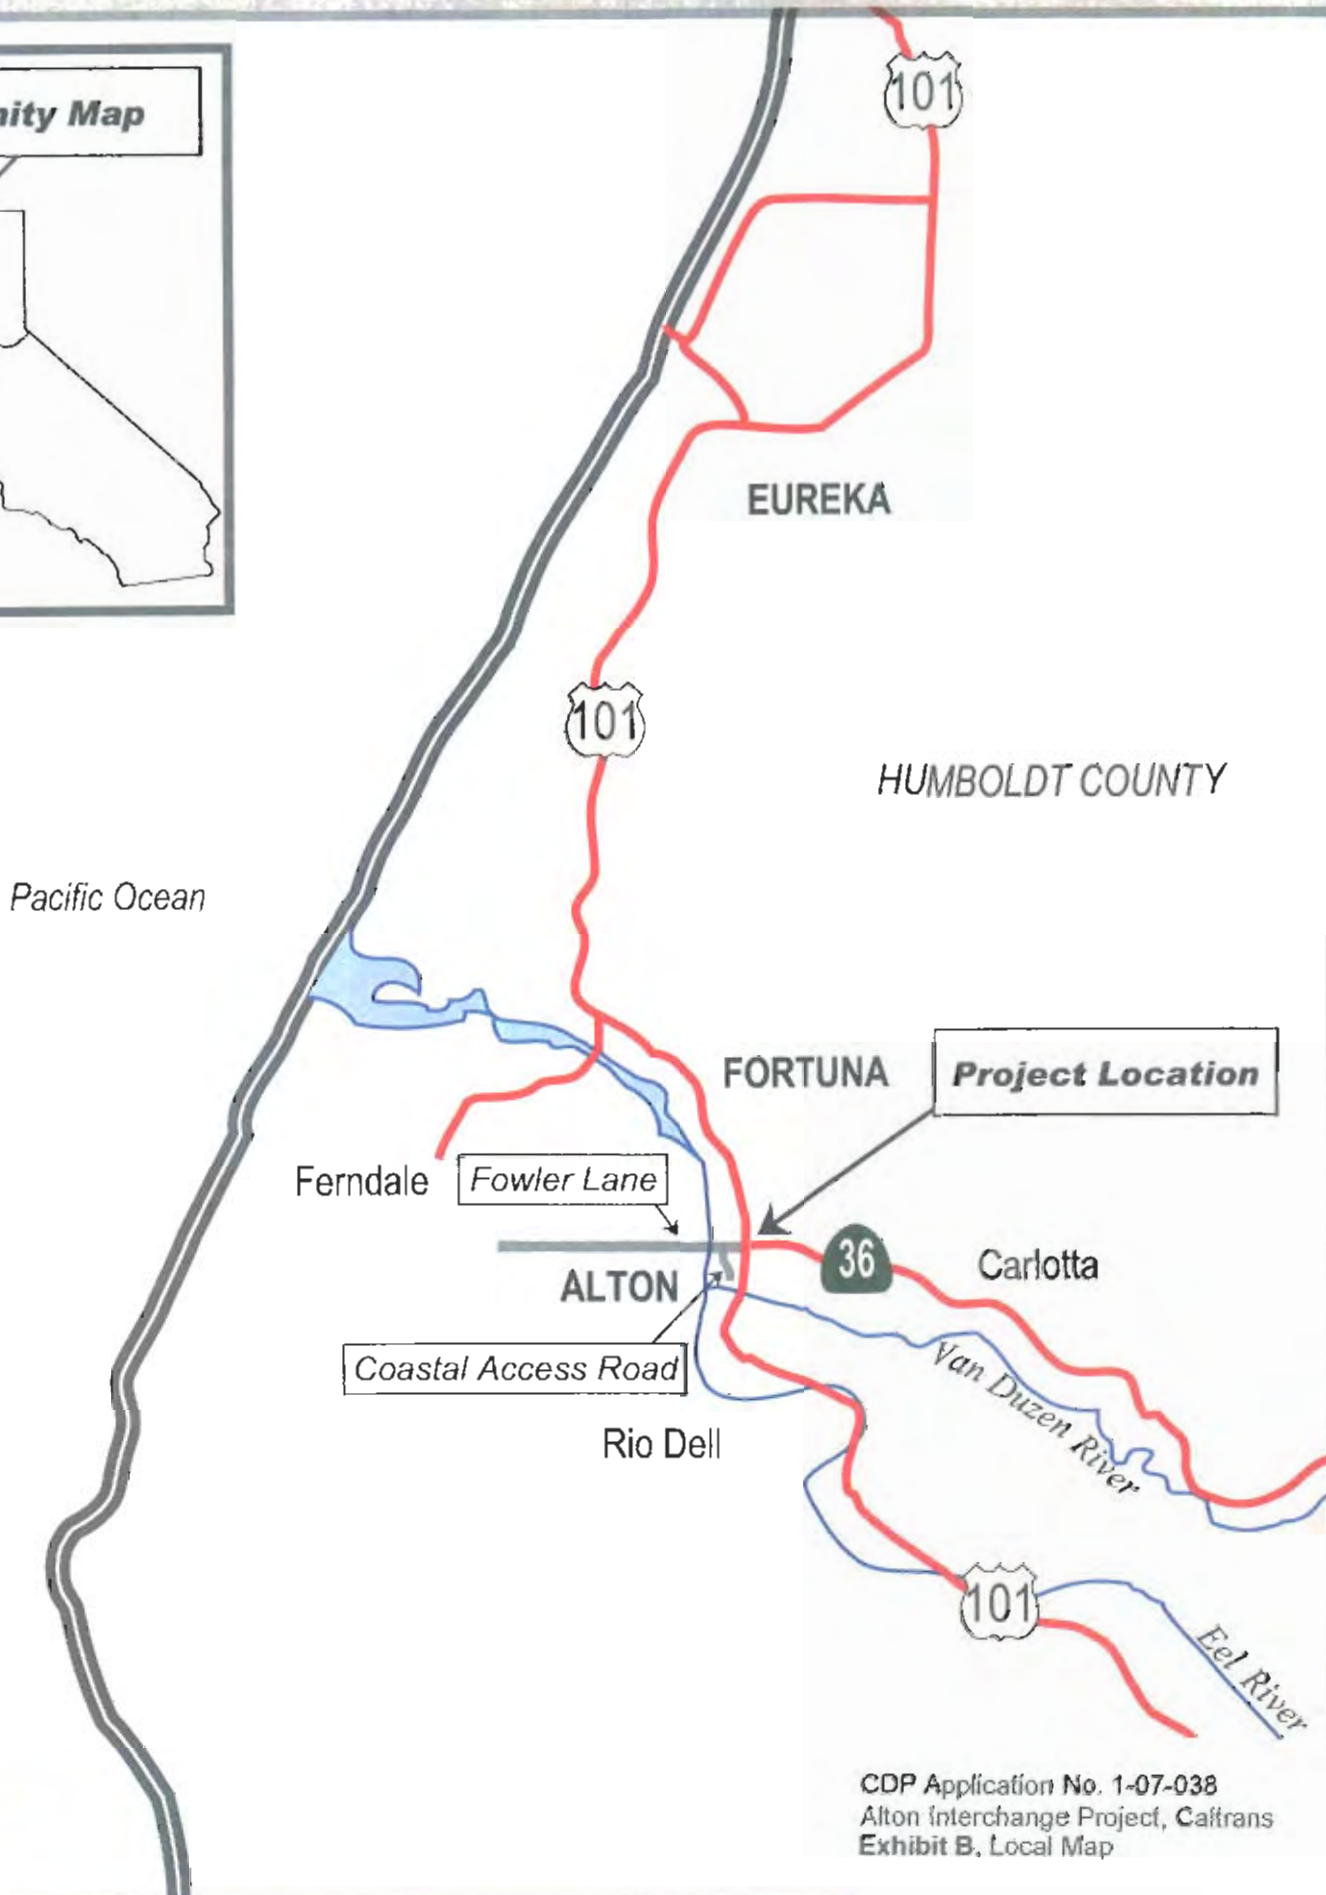 101
nity Map
EUREKA
101
HUMBOLDT COUNTY
Pacific Ocean
FORTUNA
Project Location
Ferndale
Fowler Lane
36
Carlotta
ALTON
Coastal Access Road
Van Duzen River
Rio Dell
101
Eel River
CDP Application No. 1-07-038
Alton Interchange Project, Caltrans
Exhibit B, Local Map